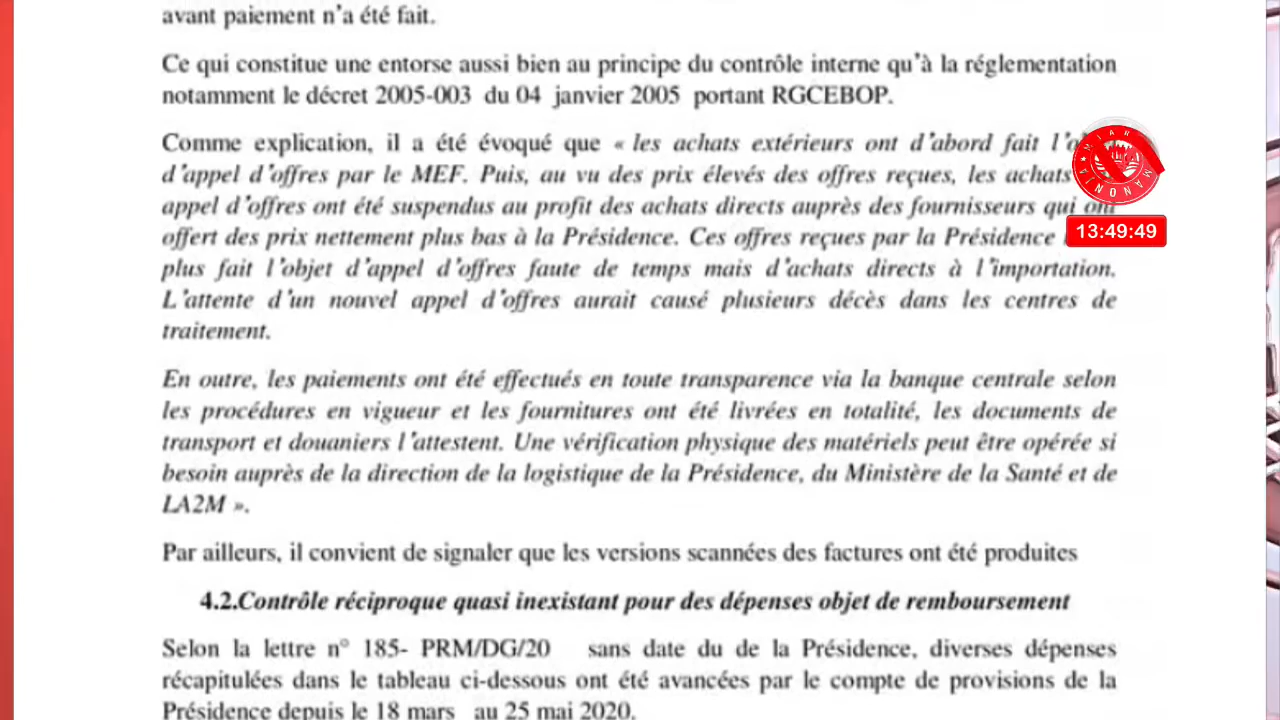 avant paiement n'a été fait.
Ce qui constitue une entorse aussi bien au principe du contrôle interne qu'à la réglementation
notamment le décret 2005-003 du 04 janvier 2005 portant RGCEBOP.
Comme explication, il a été évoqué que « les achats extérieurs ont d'abord fait
d'appel d'offres par le MEF. Puis, au vu des prix élevés des offres reçues, les achats
appel d'offres ont été suspendus au profit des achats directs auprès des fournisseurs qui ont
offert des prix nettement plus bas à la Présidence. Ces offres reçues par la Présidence
plus fait l'objet d'appel d'offres faute de temps mais d'achats directs à l'importation.
L'attente d'un nouvel appel d'offres aurait causé plusieurs décès dans les centres de
traitement.
En outre, les paiements ont été effectués en toute transparence via la banque centrale selon
les procédures en vigueur et les fournitures ont été livrées en totalité, les documents de
transport et douaniers l'attestent. Une vérification physique des matériels peut être opérée si
besoin auprès de la direction de la logistique de la Présidence, du Ministère de la Santé et de
LA2M ».
Par ailleurs, il convient de signaler que les versions scannées des factures ont été produites
4.2.Contrôle réciproque quasi inexistant pour des dépenses objet de remboursement
Selon la lettre n° 185- PRM/DG/20 sans date du de la Présidence, diverses dépenses
récapitulées dans le tableau ci-dessous ont été avancées par le compte de provisions de la
Présidence depuis le 18 mars au 25 mai 2020.
MANONJA
13:49:49